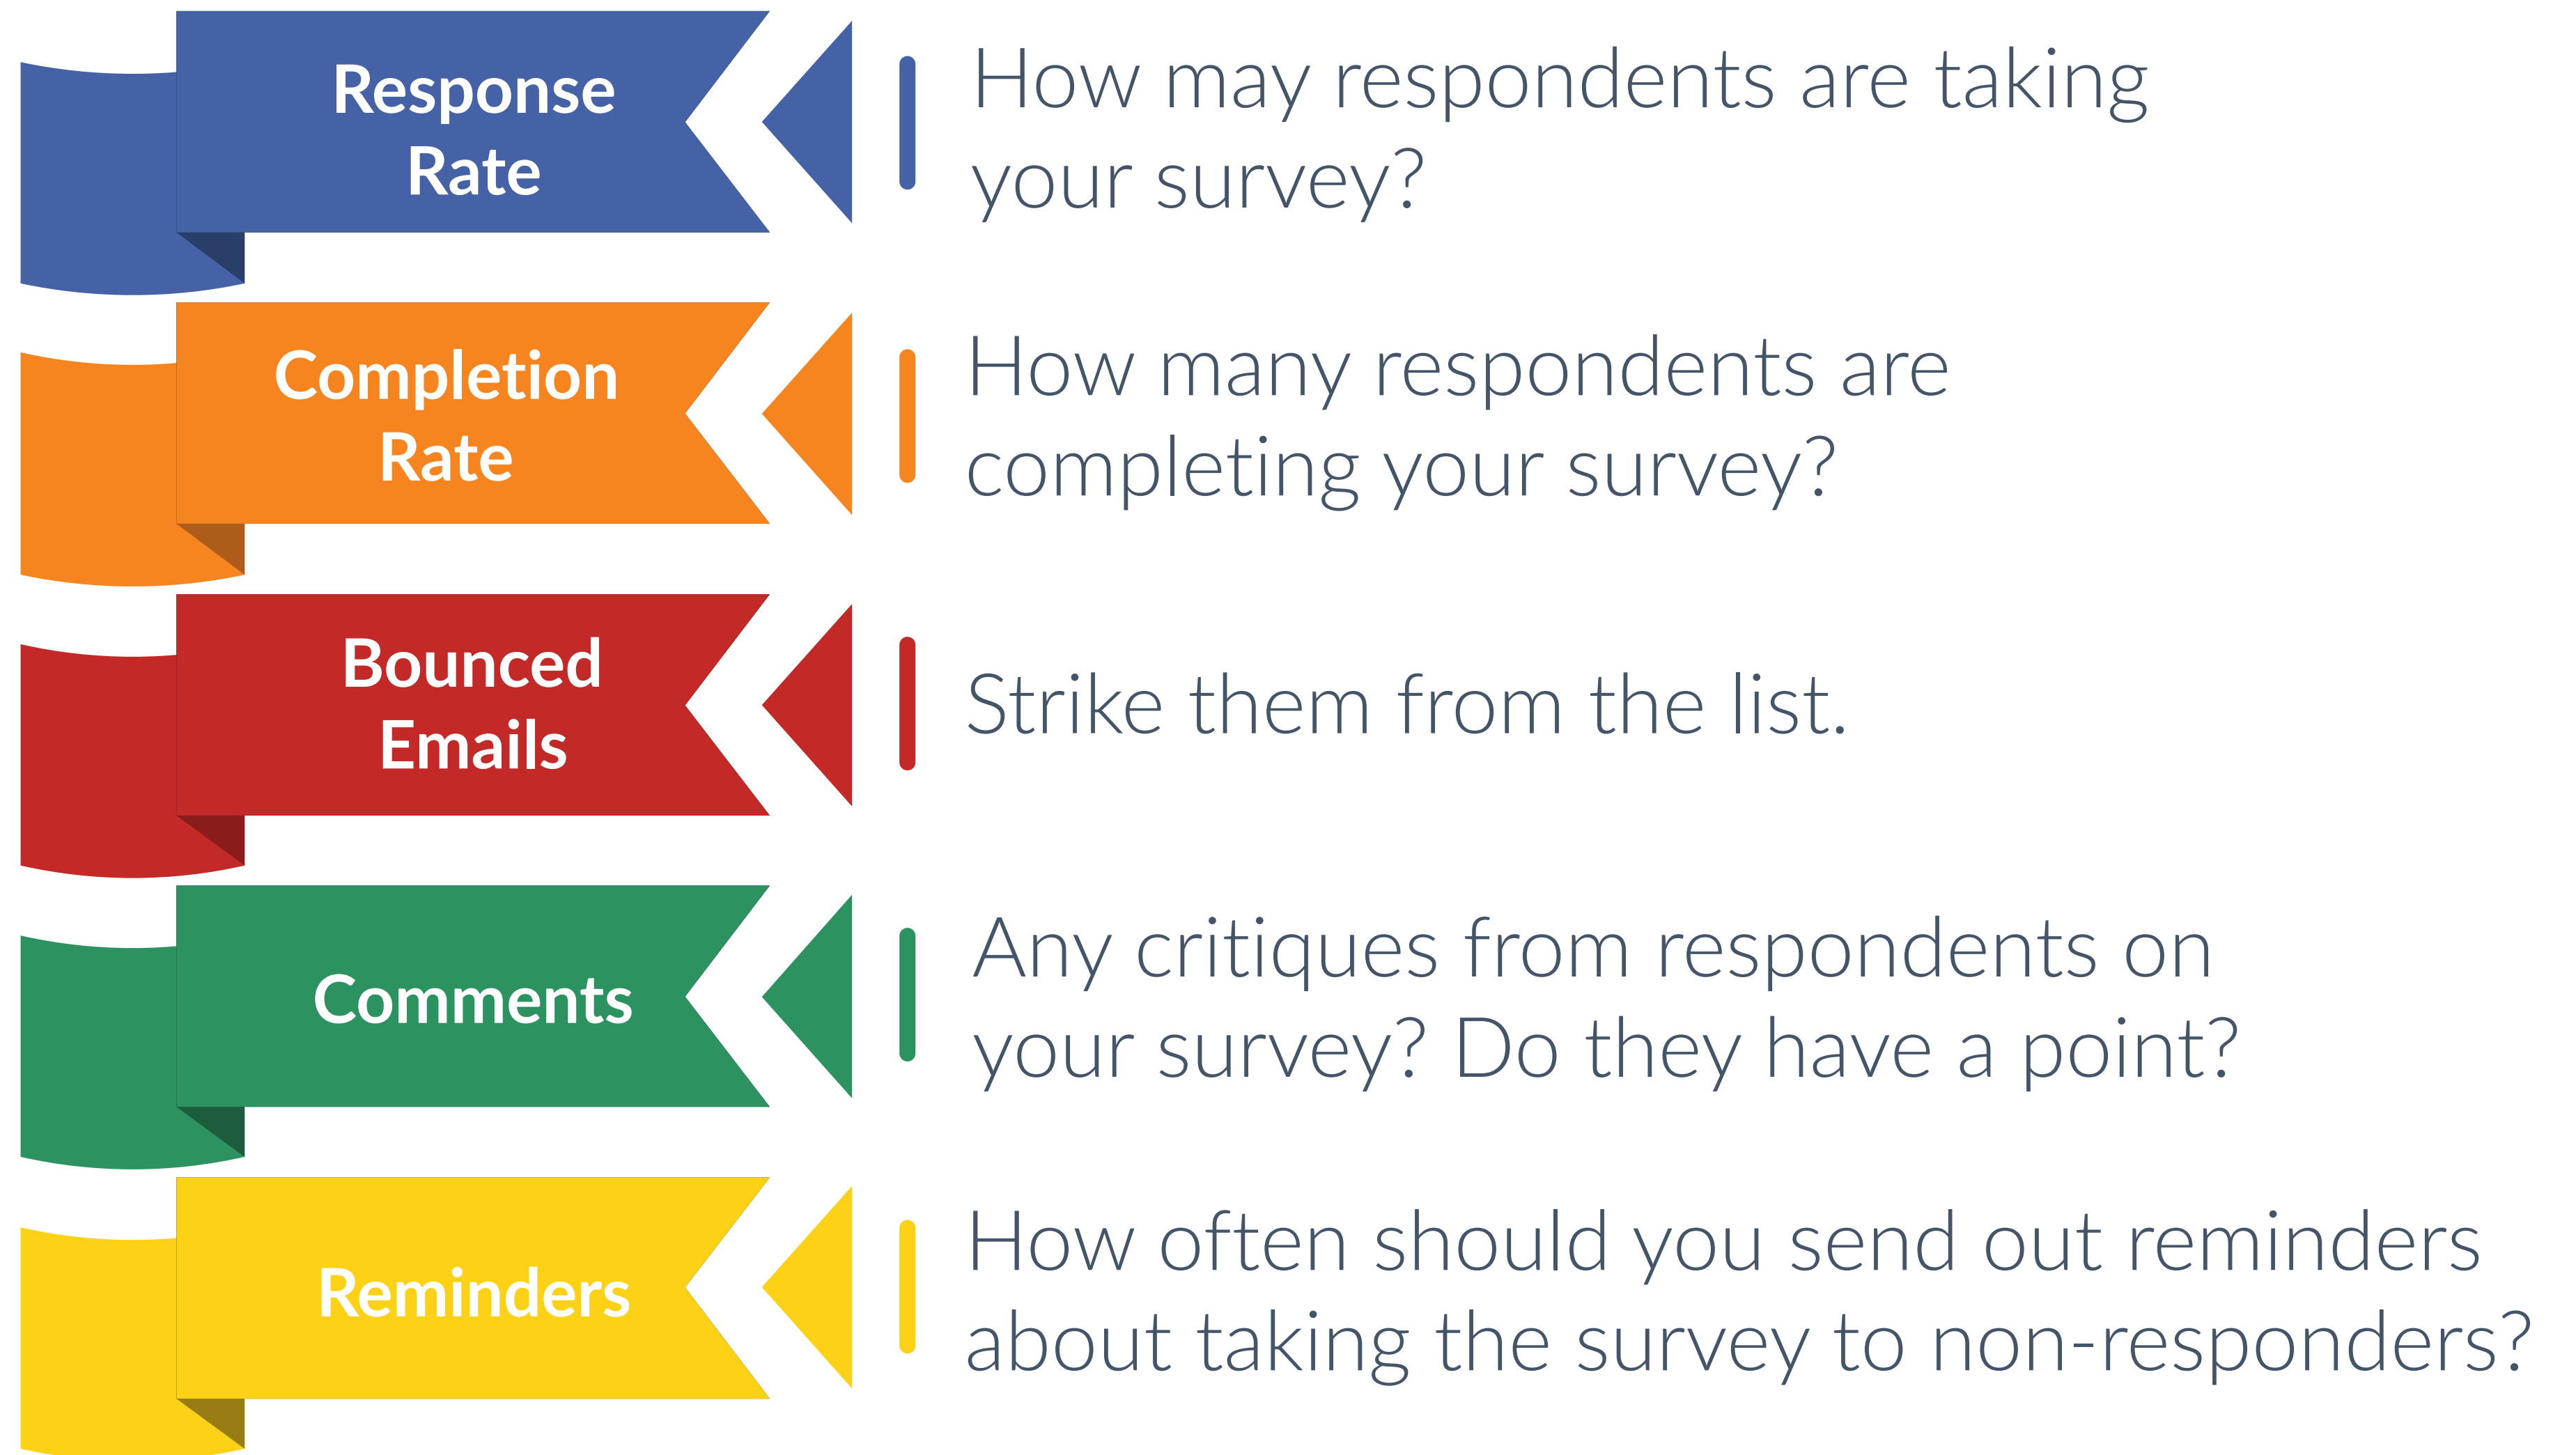 Response
Rate
How may respondents are taking
your survey?
Completion
Rate
How many respondents are
completing your survey?
Bounced
Emails
Strike them from the list.
Comments
Any critiques from respondents on
your survey? Do they have a point?
Reminders
How often should you send out reminders
about taking the survey to non-responders?